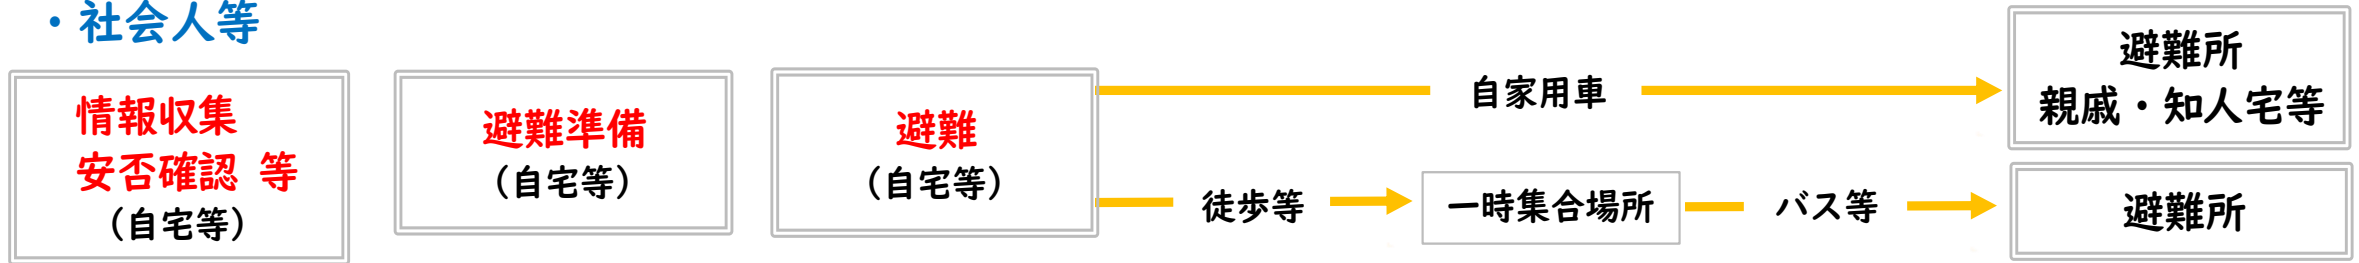 ・社会人等
情報収集
安否確認 等
（自宅等）
避難準備
（自宅等）
避難
（自宅等）
自家用車
避難所
親戚・知人宅等
徒歩等
一時集合場所
バス等
避難所